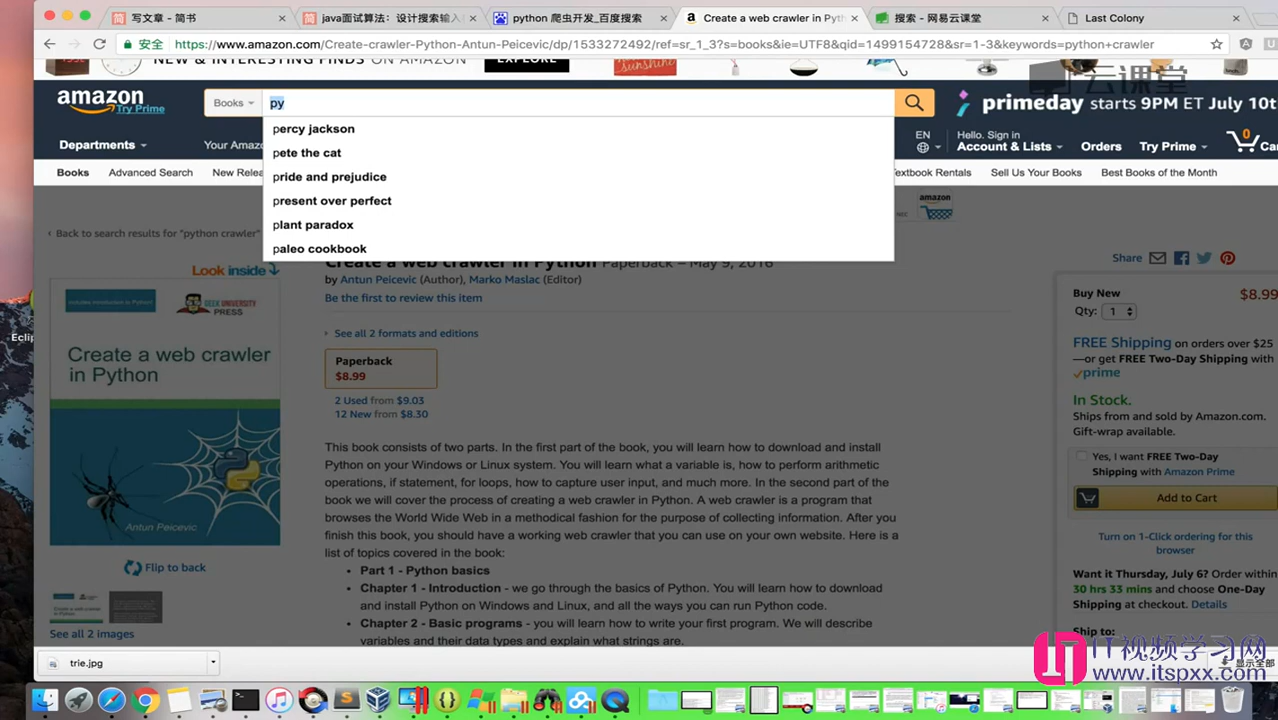 写文章 - 简书
java面试算法：设计搜索输入
python 爬虫开发_百度搜索
Create a web crawler in Pyth
搜索 - 网易云课堂
Last Colony
安全 https://www.amazon.com/Create-crawler-Python-Antun-Peicevic/dp/1533272492/ref=sr_1_3?s=books&ie=UTF8&qid=1499154728&sr=1-3&keywords=python+crawler
NEW & INTERESTING FINDS ON AMAZON EXPLORE
云课堂
amazon Try Prime
Books
py
primeday starts 9PM ET July 10t
percy jackson
pete the cat
pride and prejudice
present over perfect
plant paradox
paleo cookbook
Departments
Your Amaz
EN
Hello. Sign in
Account & Lists
Orders
Try Prime
0
Ca
Books
Advanced Search
New Relea
Textbook Rentals
Sell Us Your Books
Best Books of the Month
amazon
Back to search results for "python crawler"
Create a web crawler in Python Paperback – May 9, 2016
by Antun Peicevic (Author), Marko Maslac (Editor)
Be the first to review this item
Share
Look inside
includes introduction to Python
GEEK UNIVERSITY PRESS
Create a web crawler
in Python
Antun Peicevic
Flip to back
See all 2 images
See all 2 formats and editions
Paperback
$8.99
2 Used from $9.03
12 New from $8.30
This book consists of two parts. In the first part of the book, you will learn how to download and install
Python on your Windows or Linux system. You will learn what a variable is, how to perform arithmetic
operations, if statement, for loops, how to capture user input, and much more. In the second part of the
book we will cover the process of creating a web crawler in Python. A web crawler is a program that
browses the World Wide Web in a methodical fashion for the purpose of collecting information. After you
finish this book, you should have a working web crawler that you can use on your own website. Here is a
list of topics covered in the book:
• Part 1 - Python basics
• Chapter 1 - Introduction - we go through the basics of Python. You will learn how to download
and install Python on Windows and Linux, and all the ways you can run Python code.
• Chapter 2 - Basic programs - you will learn how to write your first program. We will describe
variables and their data types and explain what strings are.
Buy New
$8.99
Qty: 1
FREE Shipping on orders over $25
—or get FREE Two-Day Shipping with
prime
In Stock.
Ships from and sold by Amazon.com.
Gift-wrap available.
Yes, I want FREE Two-Day
Shipping with Amazon Prime
Add to Cart
Turn on 1-Click ordering for this
browser
Want it Thursday, July 6? Order within
30 hrs 33 mins and choose One-Day
Shipping at checkout. Details
Ship to:
Eclip
trie.jpg
显示全部
IT视频学习网
www.itspxx.com